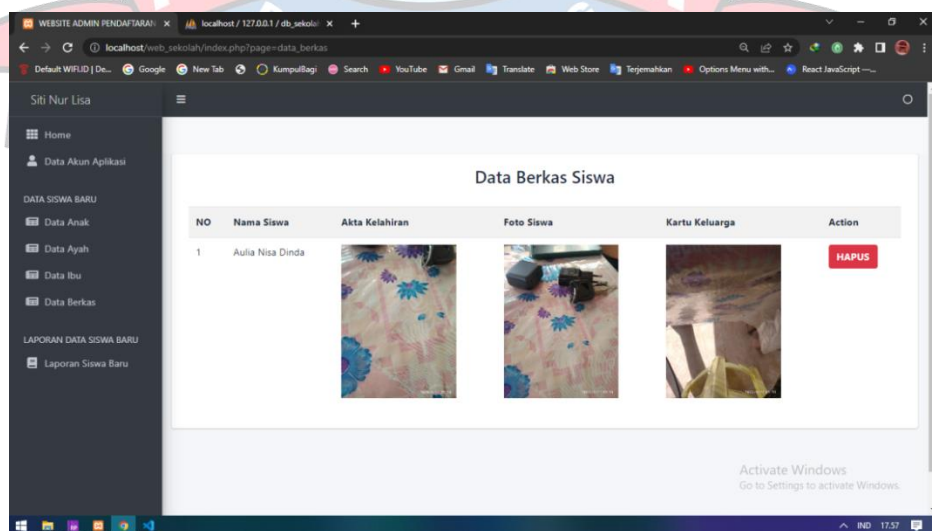 WEBSITE ADMIN PENDAFTARAN
localhost / 127.0.0.1 / db_sekolah
localhost/web_sekolah/index.php?page=data_berkas
Default WIFI.ID | De... Google New Tab KumpulBagi Search YouTube Gmail Translate Web Store Terjemahkan Options Menu with... React JavaScript —...
Siti Nur Lisa
Home
Data Akun Aplikasi
DATA SISWA BARU
Data Anak
Data Ayah
Data Ibu
Data Berkas
LAPORAN DATA SISWA BARU
Laporan Siswa Baru
Data Berkas Siswa
NO Nama Siswa Akta Kelahiran Foto Siswa Kartu Keluarga Action
1 Aulia Nisa Dinda HAPUS
Activate Windows
Go to Settings to activate Windows.
IND 17.57